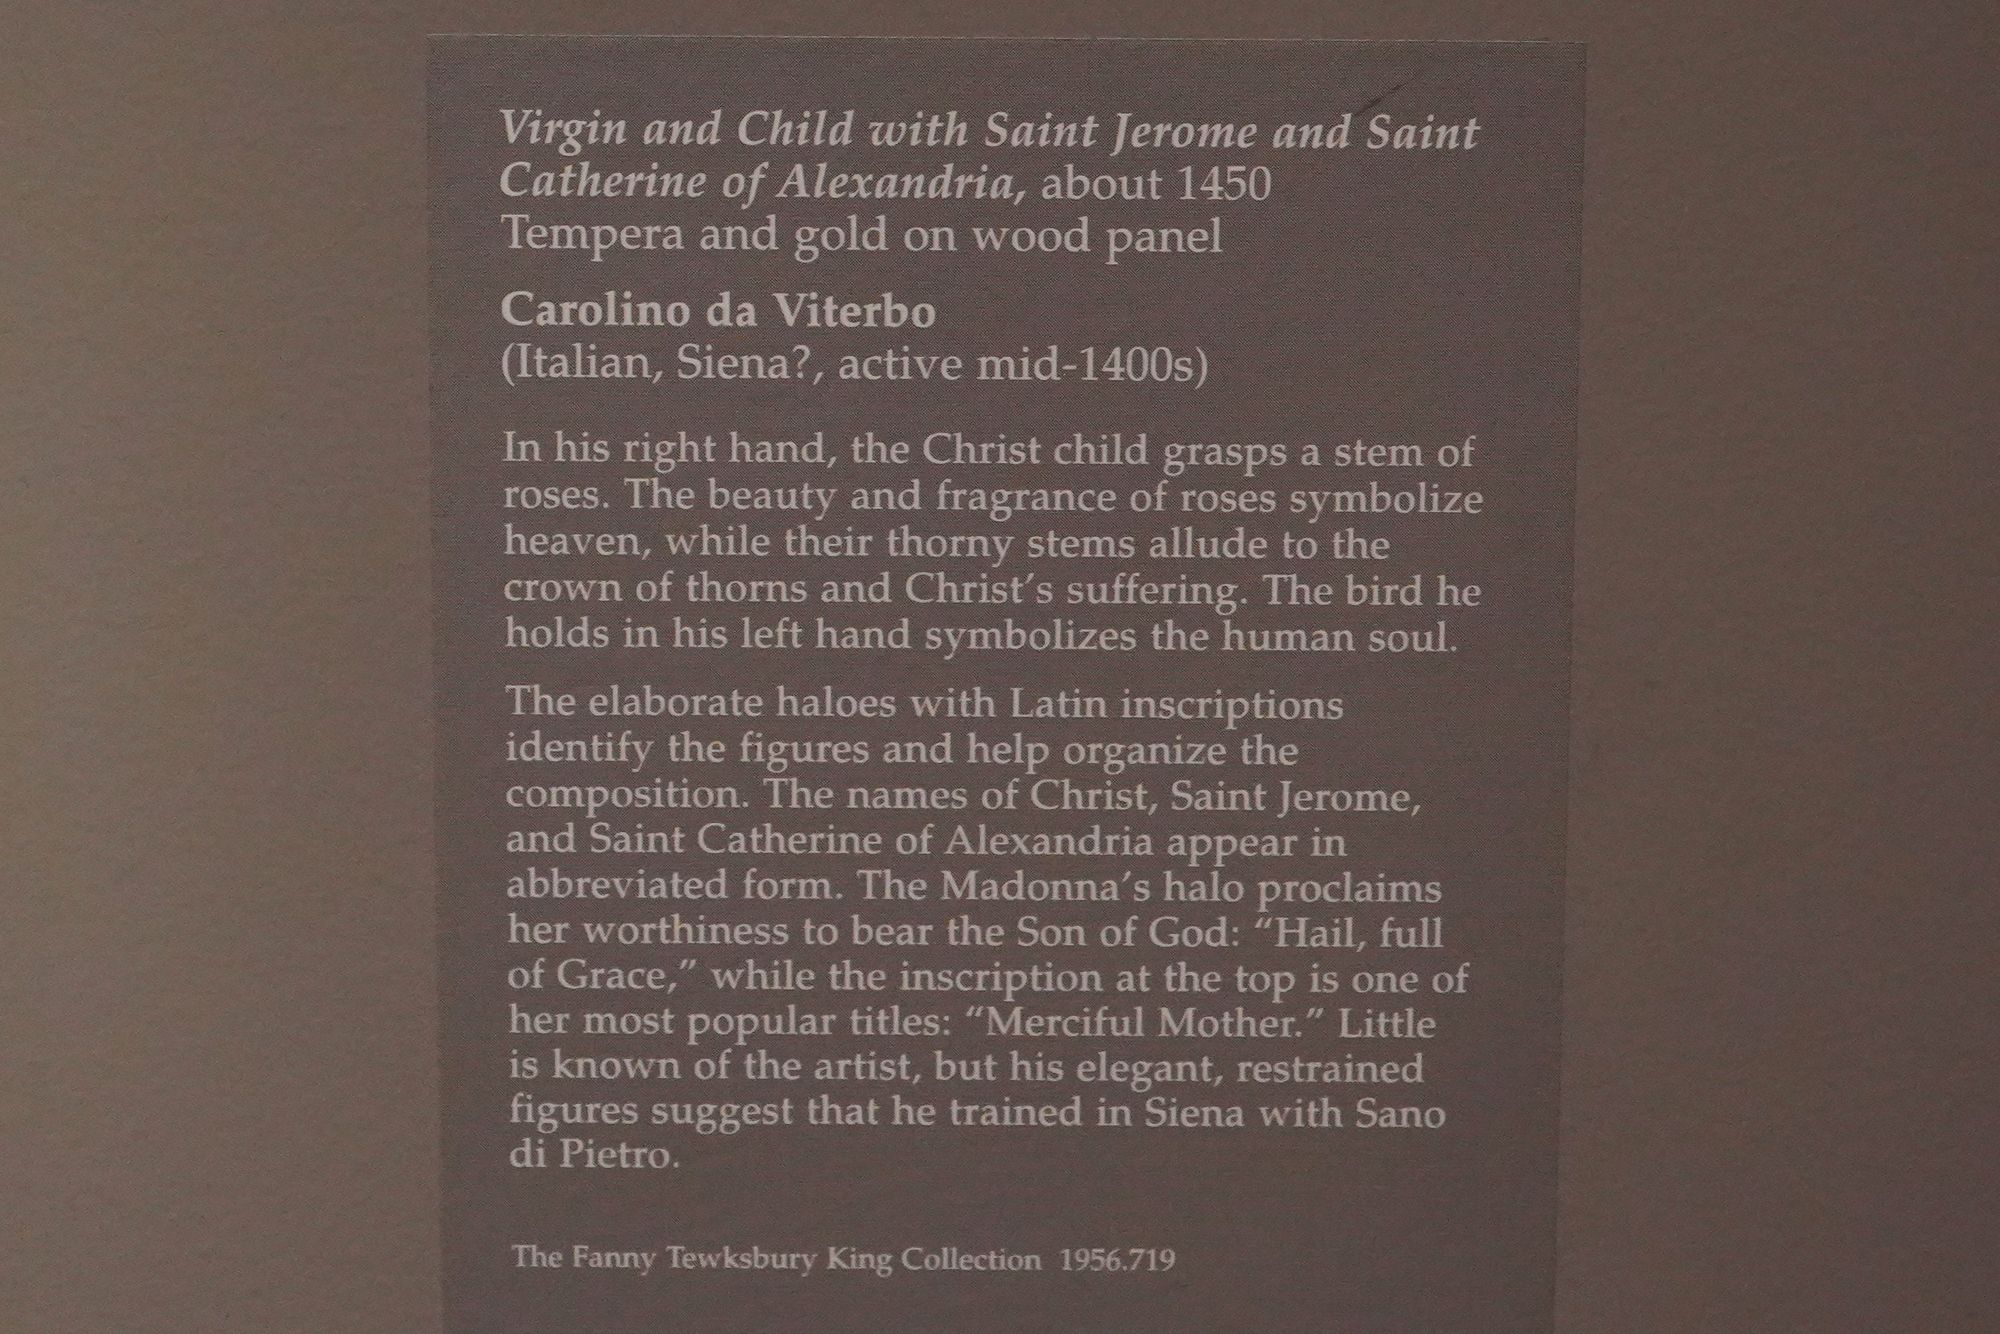 Virgin and Child with Saint Jerome and Saint
Catherine of Alexandria, about 1450
Tempera and gold on wood panel
Carolino da Viterbo
(Italian, Siena?, active mid-1400s)
In his right hand, the Christ child grasps a stem of
roses. The beauty and fragrance of roses symbolize
heaven, while their thorny stems allude to the
crown of thorns and Christ's suffering. The bird he
holds in his left hand symbolizes the human soul.
The elaborate haloes with Latin inscriptions
identify the figures and help organize the
composition. The names of Christ, Saint Jerome,
and Saint Catherine of Alexandria appear in
abbreviated form. The Madonna's halo proclaims
her worthiness to bear the Son of God: “Hail, full
of Grace,” while the inscription at the top is one of
her most popular titles: “Merciful Mother.” Little
is known of the artist, but his elegant, restrained
figures suggest that he trained in Siena with Sano
di Pietro.
The Fanny Tewksbury King Collection 1956.719